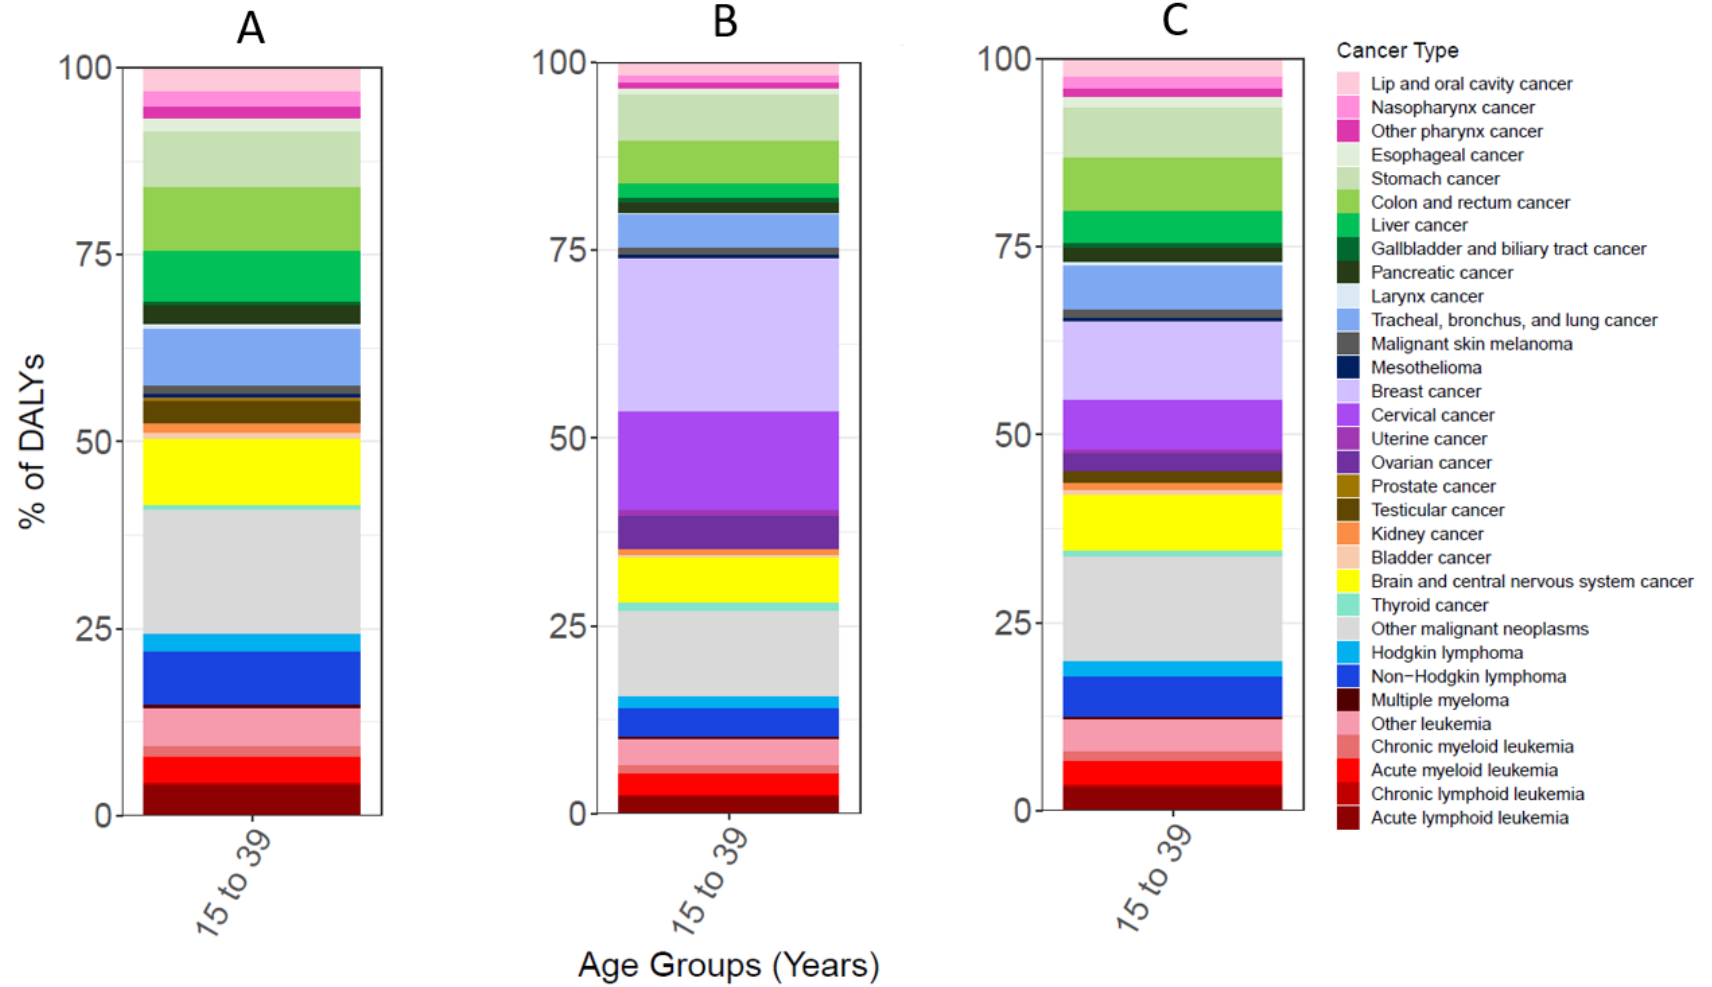 A
B
C
% of DALYs
100
75
50
25
0
15 to 39
100
75
50
25
0
15 to 39
100
75
50
25
0
15 to 39
Age Groups (Years)
Cancer Type
Lip and oral cavity cancer
Nasopharynx cancer
Other pharynx cancer
Esophageal cancer
Stomach cancer
Colon and rectum cancer
Liver cancer
Gallbladder and biliary tract cancer
Pancreatic cancer
Larynx cancer
Tracheal, bronchus, and lung cancer
Malignant skin melanoma
Mesothelioma
Breast cancer
Cervical cancer
Uterine cancer
Ovarian cancer
Prostate cancer
Testicular cancer
Kidney cancer
Bladder cancer
Brain and central nervous system cancer
Thyroid cancer
Other malignant neoplasms
Hodgkin lymphoma
Non−Hodgkin lymphoma
Multiple myeloma
Other leukemia
Chronic myeloid leukemia
Acute myeloid leukemia
Chronic lymphoid leukemia
Acute lymphoid leukemia